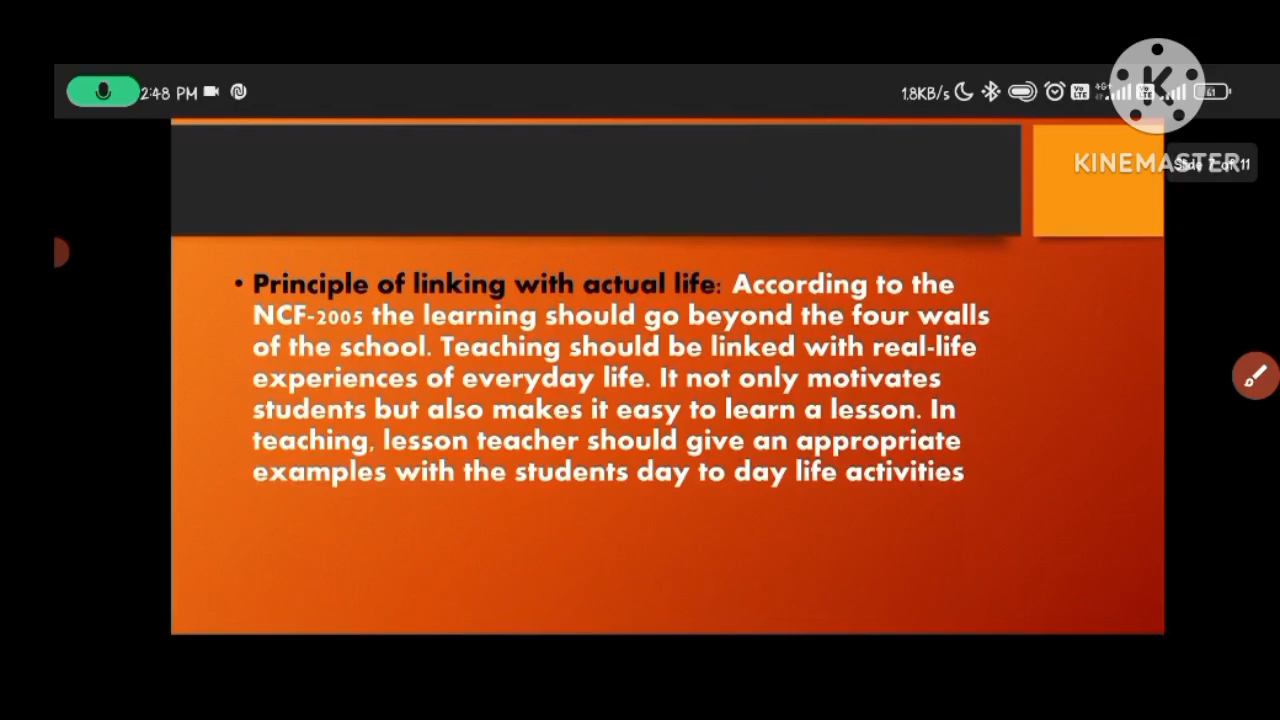 2:48 PM
1.8KB/s
KINEMASTER
• Principle of linking with actual life: According to the
NCF-2005 the learning should go beyond the four walls
of the school. Teaching should be linked with real-life
experiences of everyday life. It not only motivates
students but also makes it easy to learn a lesson. In
teaching, lesson teacher should give an appropriate
examples with the students day to day life activities